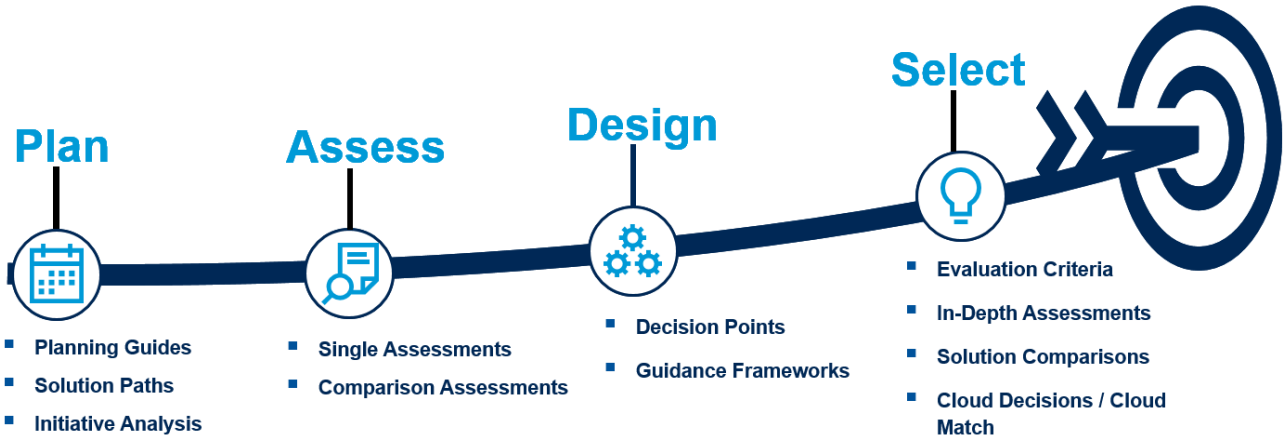 Plan
Planning Guides
Solution Paths
Initiative Analysis
Assess
Single Assessments
Comparison Assessments
Design
Decision Points
Guidance Frameworks
Select
Evaluation Criteria
In-Depth Assessments
Solution Comparisons
Cloud Decisions / Cloud
Match